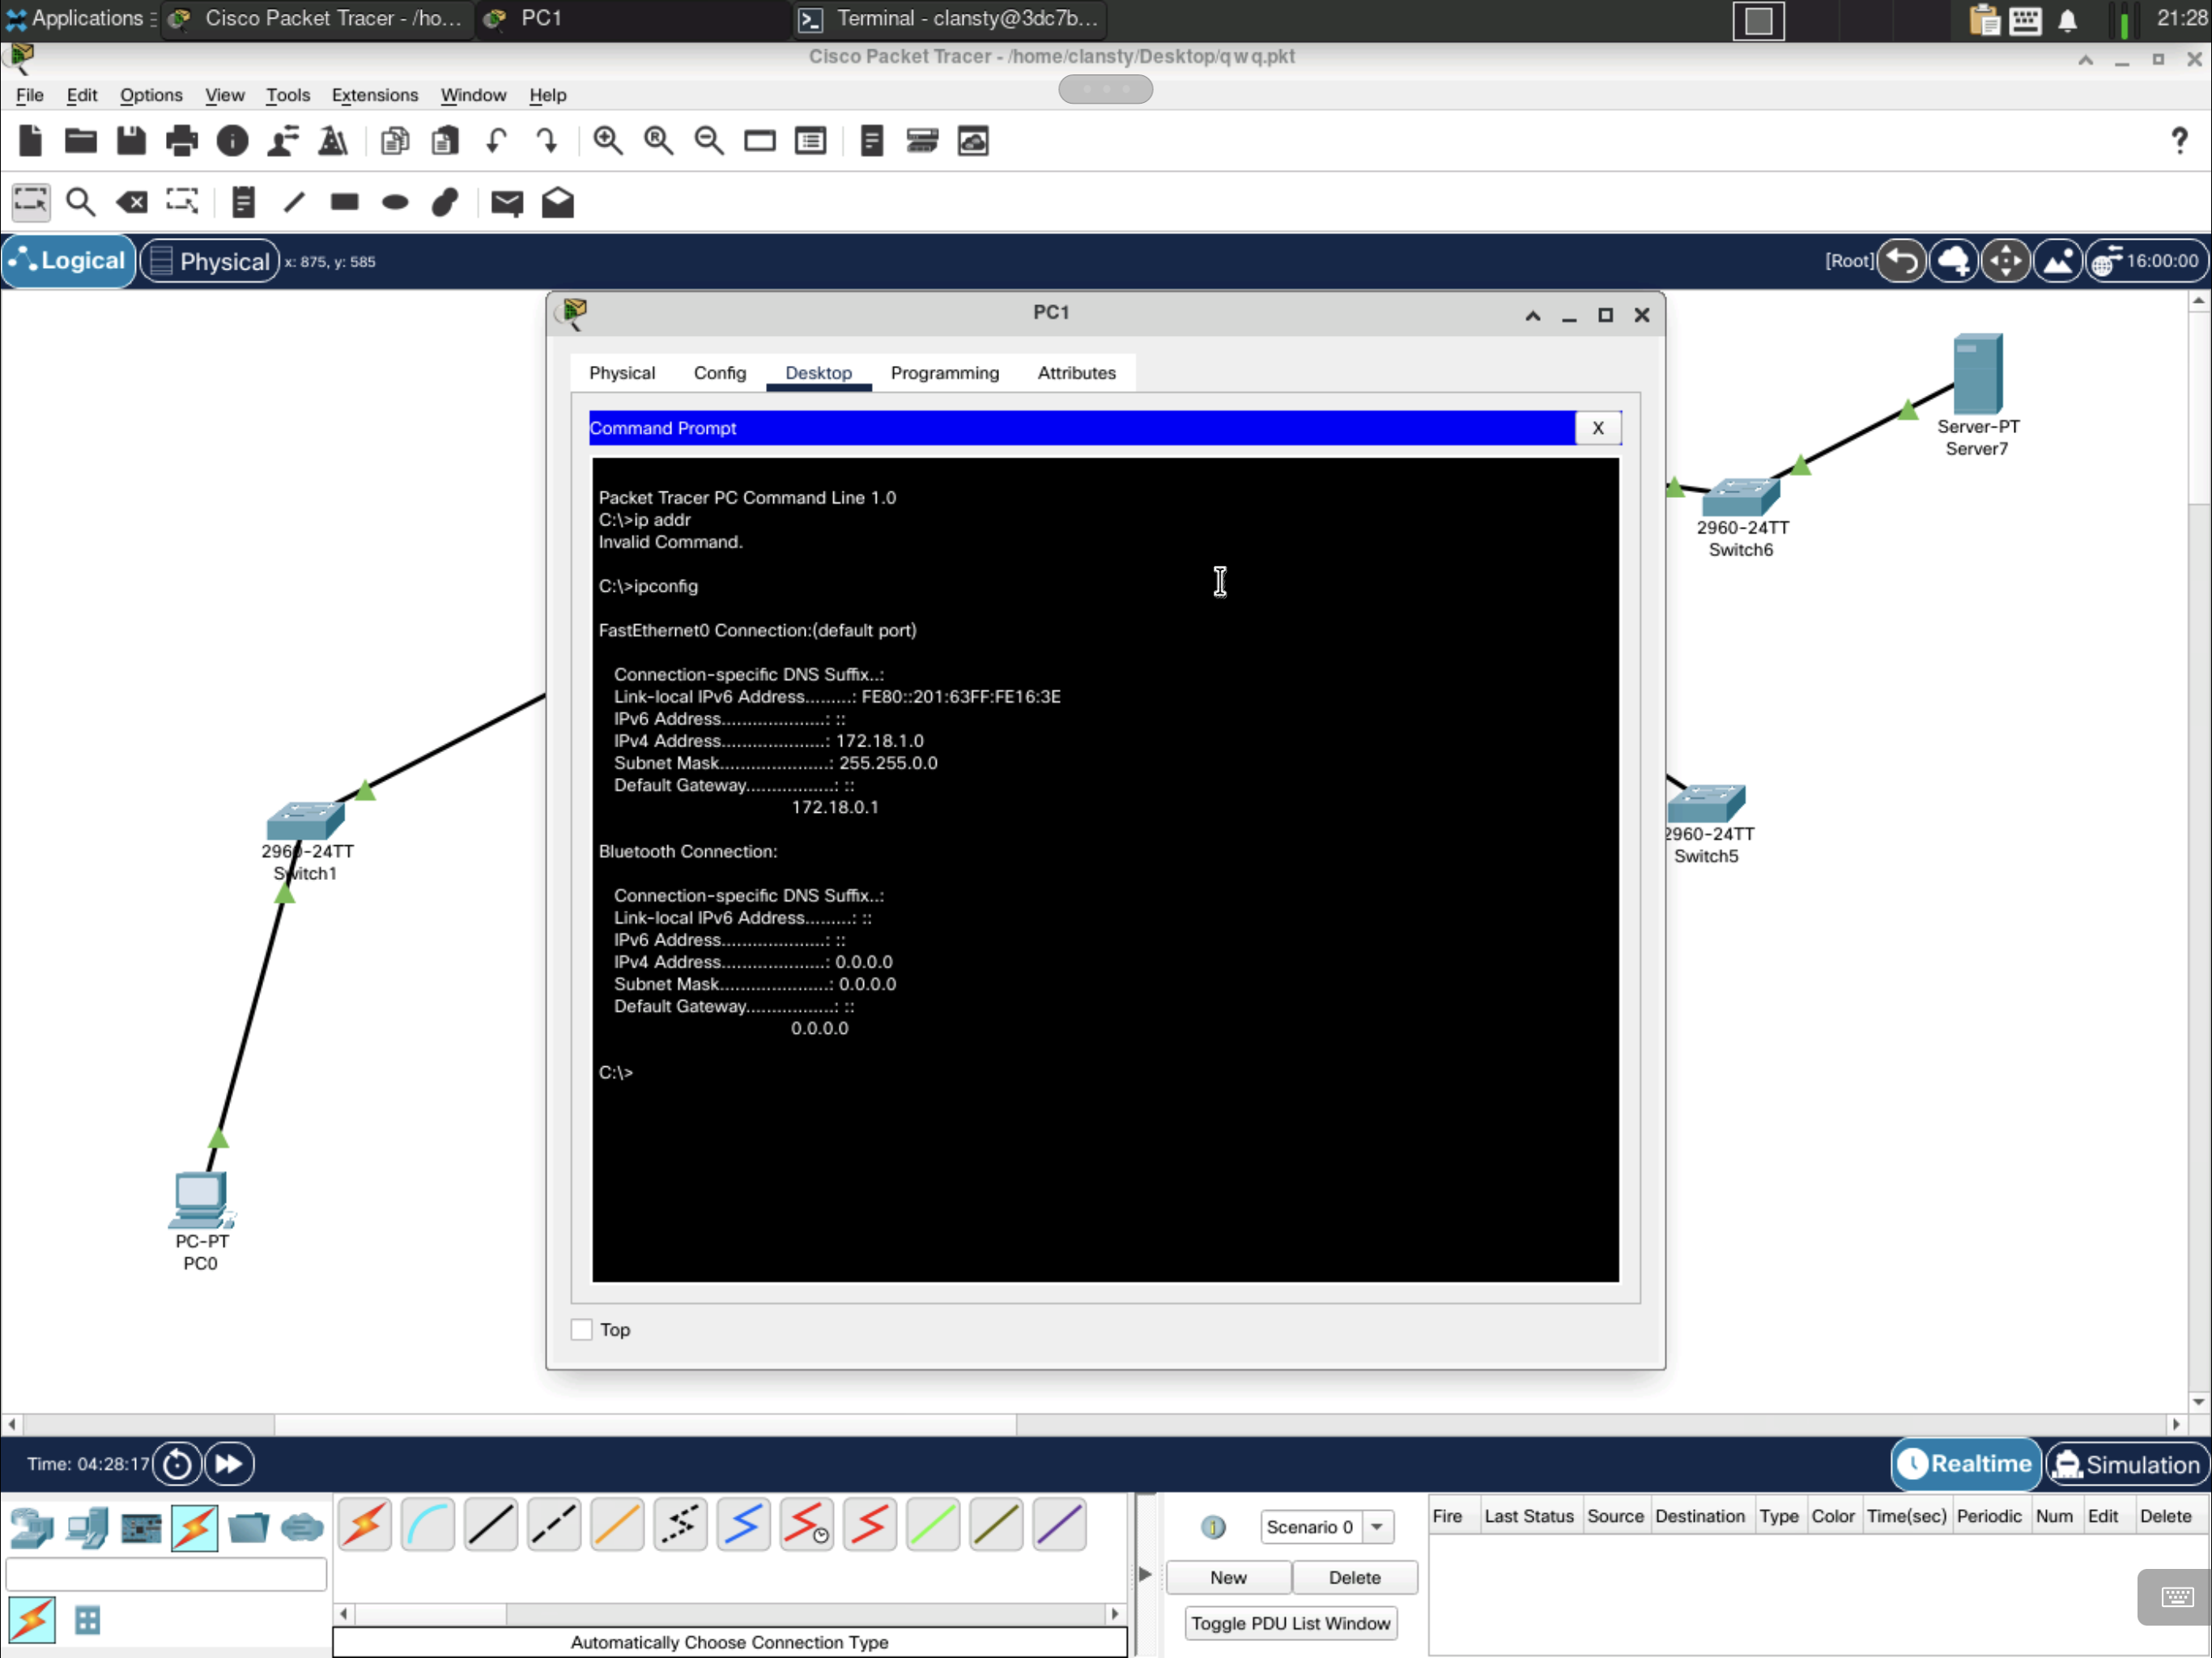 Applications
Cisco Packet Tracer - /ho...
PC1
Terminal - clansty@3dc7b...
21:28
Cisco Packet Tracer - /home/clansty/Desktop/qwq.pkt
File Edit Options View Tools Extensions Window Help
Logical
Physical
x: 875, y: 585
[Root]
16:00:00
PC1
Physical Config Desktop Programming Attributes
Command Prompt
X
Packet Tracer PC Command Line 1.0
C:\>ip addr
Invalid Command.
C:\>ipconfig
FastEthernet0 Connection:(default port)
Connection-specific DNS Suffix..:
Link-local IPv6 Address.........: FE80::201:63FF:FE16:3E
IPv6 Address....................: ::
IPv4 Address....................: 172.18.1.0
Subnet Mask.....................: 255.255.0.0
Default Gateway.................: ::
172.18.0.1
Bluetooth Connection:
Connection-specific DNS Suffix..:
Link-local IPv6 Address.........: ::
IPv6 Address....................: ::
IPv4 Address....................: 0.0.0.0
Subnet Mask.....................: 0.0.0.0
Default Gateway.................: ::
0.0.0.0
C:\>
Top
Server-PT
Server7
2960-24TT
Switch6
2960-24TT
Switch5
2960-24TT
Switch1
PC-PT
PC0
Time: 04:28:17
Realtime
Simulation
Scenario 0
New
Delete
Toggle PDU List Window
Fire Last Status Source Destination Type Color Time(sec) Periodic Num Edit Delete
Automatically Choose Connection Type